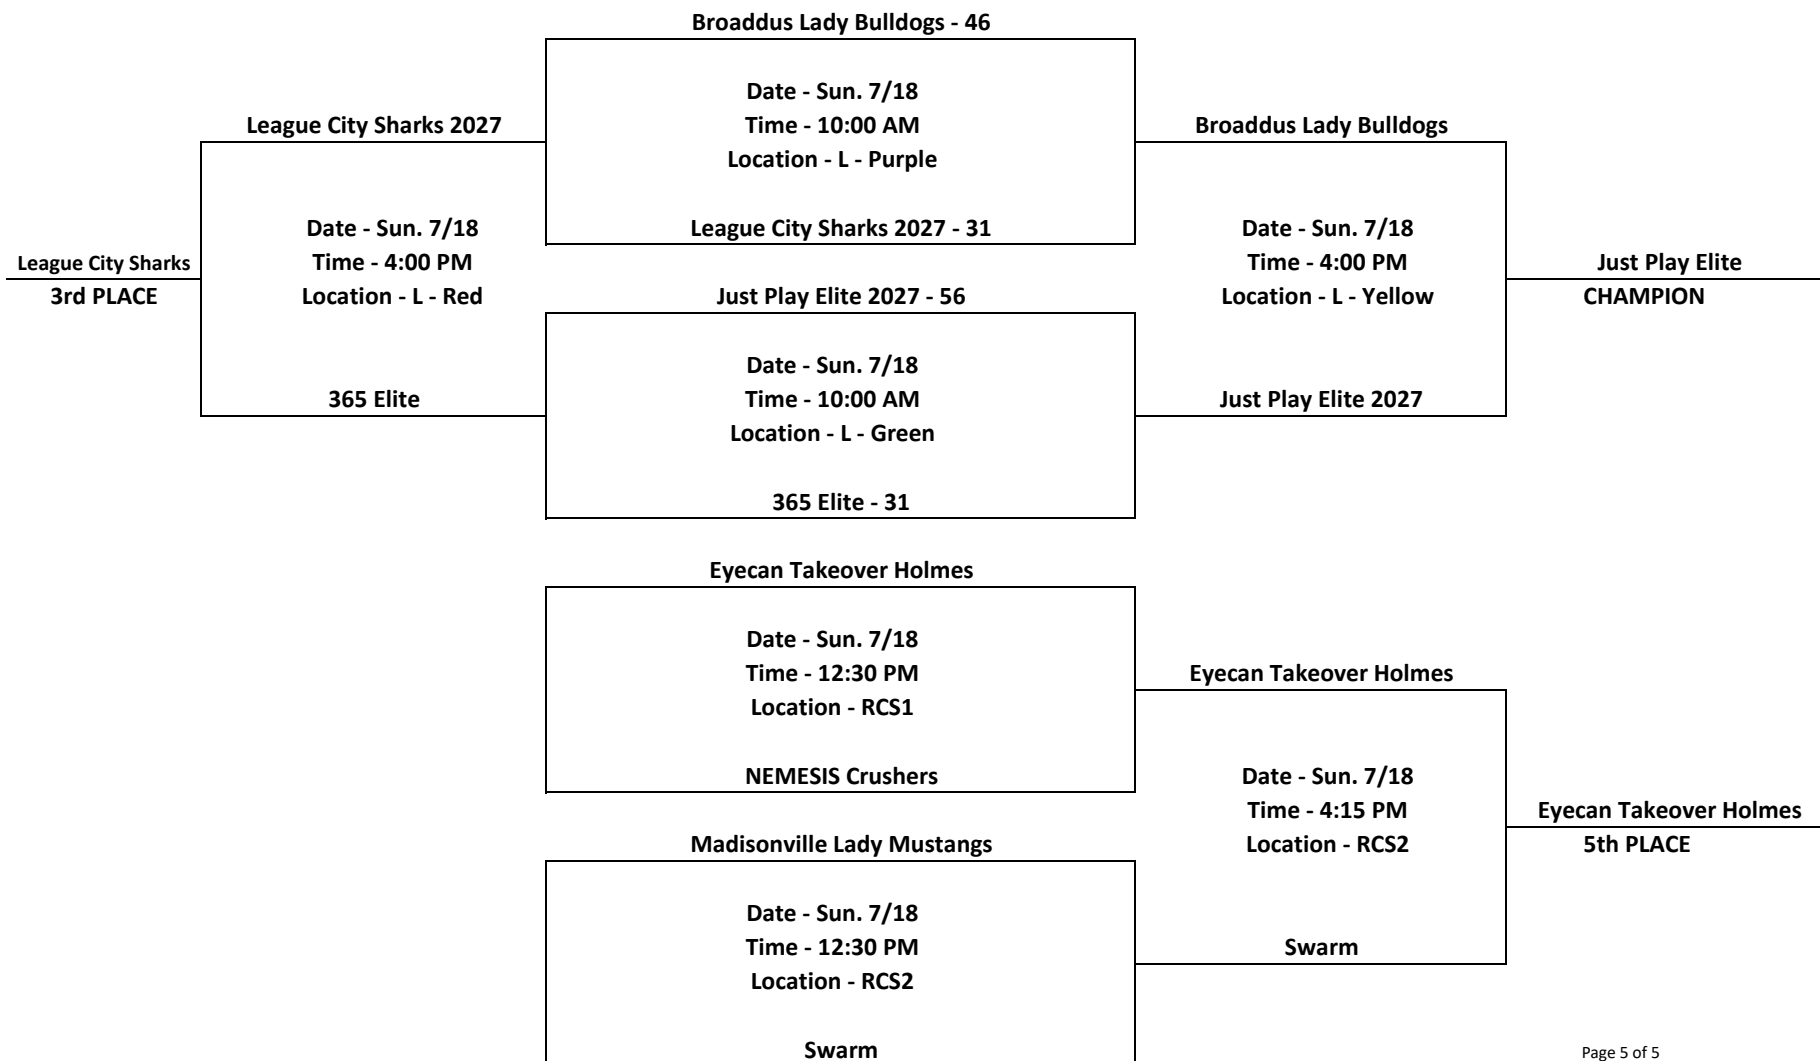 Broaddus Lady Bulldogs - 46
Date - Sun. 7/18
Time - 10:00 AM
Location - L - Purple
League City Sharks 2027 - 31
League City Sharks 2027
Date - Sun. 7/18
Time - 4:00 PM
Location - L - Red
365 Elite
League City Sharks
3rd PLACE
Just Play Elite 2027 - 56
Date - Sun. 7/18
Time - 10:00 AM
Location - L - Green
365 Elite - 31
Broaddus Lady Bulldogs
Date - Sun. 7/18
Time - 4:00 PM
Location - L - Yellow
Just Play Elite 2027
Just Play Elite
CHAMPION
Eyecan Takeover Holmes
Date - Sun. 7/18
Time - 12:30 PM
Location - RCS1
NEMESIS Crushers
Madisonville Lady Mustangs
Date - Sun. 7/18
Time - 12:30 PM
Location - RCS2
Swarm
Eyecan Takeover Holmes
Date - Sun. 7/18
Time - 4:15 PM
Location - RCS2
Swarm
Eyecan Takeover Holmes
5th PLACE
Page 5 of 5